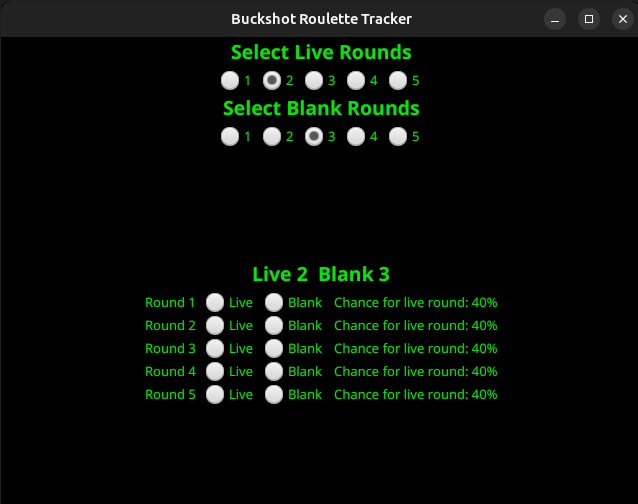 Buckshot Roulette Tracker
Select Live Rounds
1 2 3 4 5
Select Blank Rounds
1 2 3 4 5
Live 2 Blank 3
Round 1 Live Blank Chance for live round: 40%
Round 2 Live Blank Chance for live round: 40%
Round 3 Live Blank Chance for live round: 40%
Round 4 Live Blank Chance for live round: 40%
Round 5 Live Blank Chance for live round: 40%